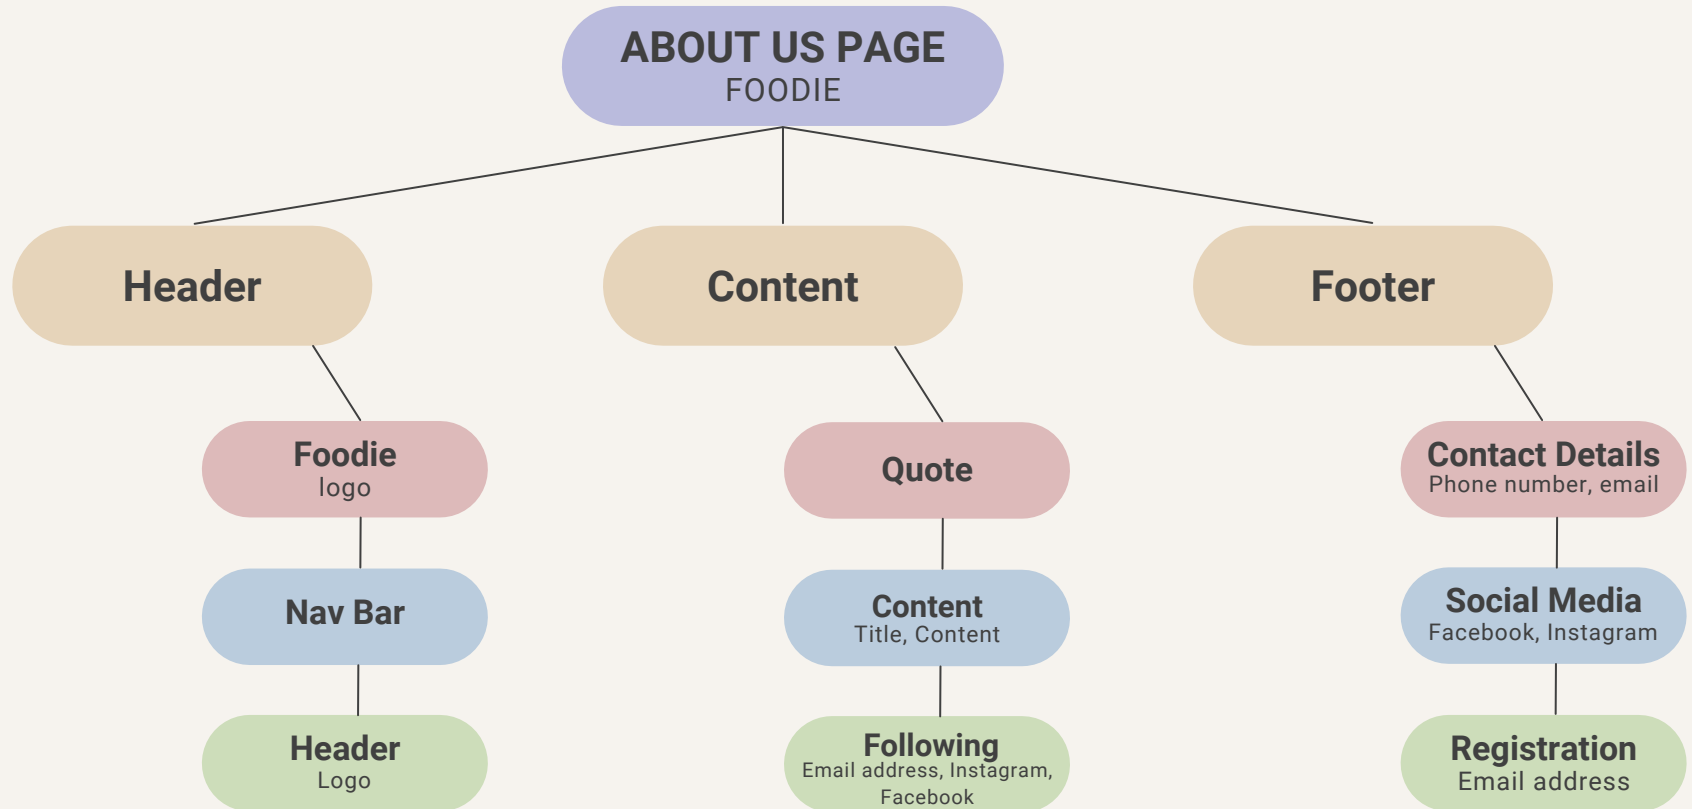 ABOUT US PAGE
FOODIE
Header
Content
Footer
Foodie
logo
Quote
Contact Details
Phone number, email
Nav Bar
Content
Title, Content
Social Media
Facebook, Instagram
Header
Logo
Following
Email address, Instagram,
Facebook
Registration
Email address